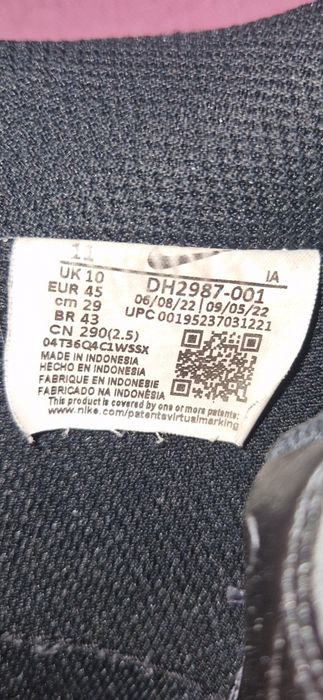 11 IA
UK 10 DH2987-001
EUR 45 06/08/22 | 09/05/22
cm 29 UPC 00195237031221
BR 43
CN 290(2.5)
04T36Q4C1WSSX
MADE IN INDONESIA
HECHO EN INDONESIA
FABRIQUE EN INDONESIE
FABRICADO NA INDONÉSIA
This product is covered by one or more patents:
www.nike.com/patentsvirtualmarking